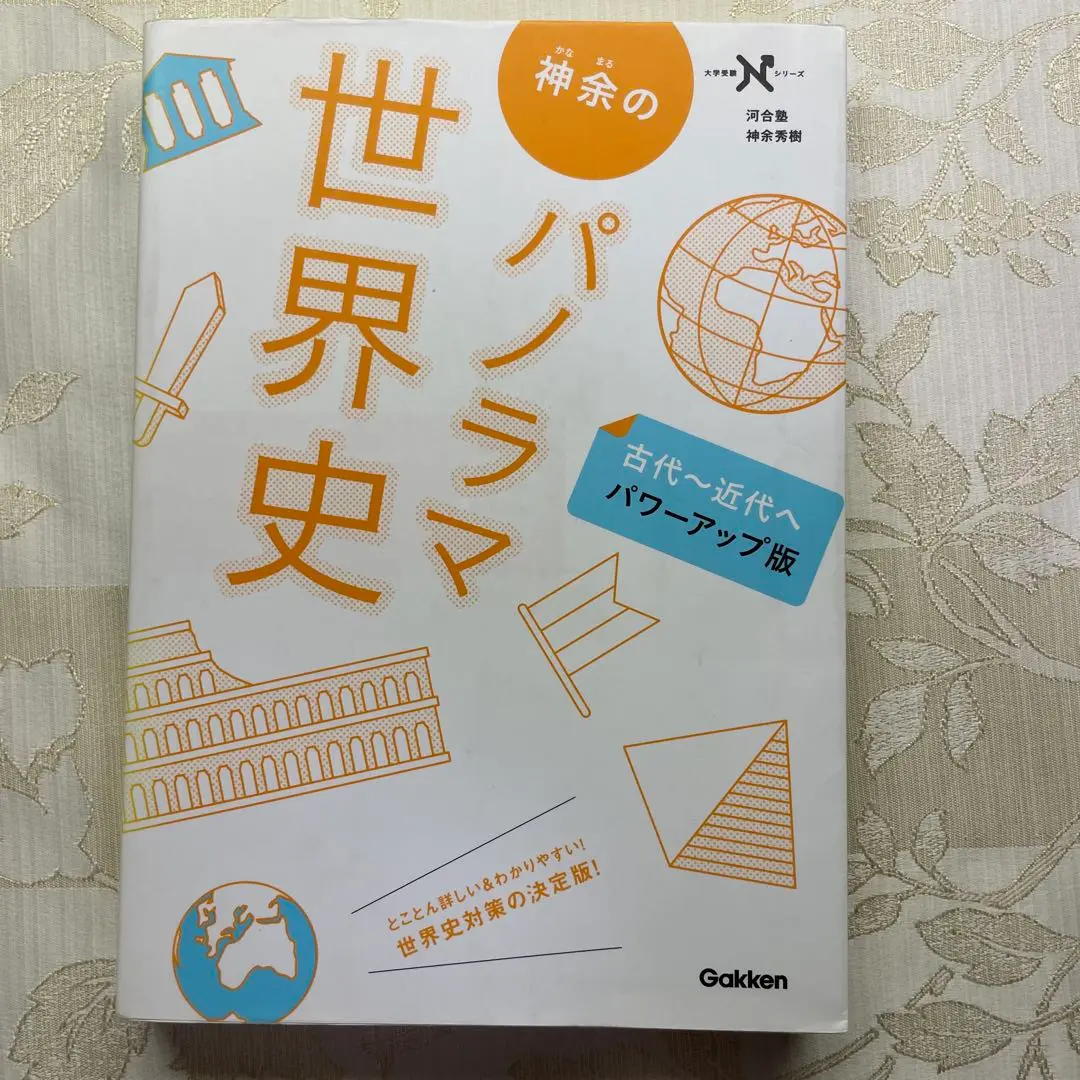 かな まる
神余の
パノラマ
世界史
大学受験Nシリーズ
河合塾
神余秀樹
古代〜近代へ
パワーアップ版
とことん詳しい&わかりやすい!
世界史対策の決定版!
Gakken